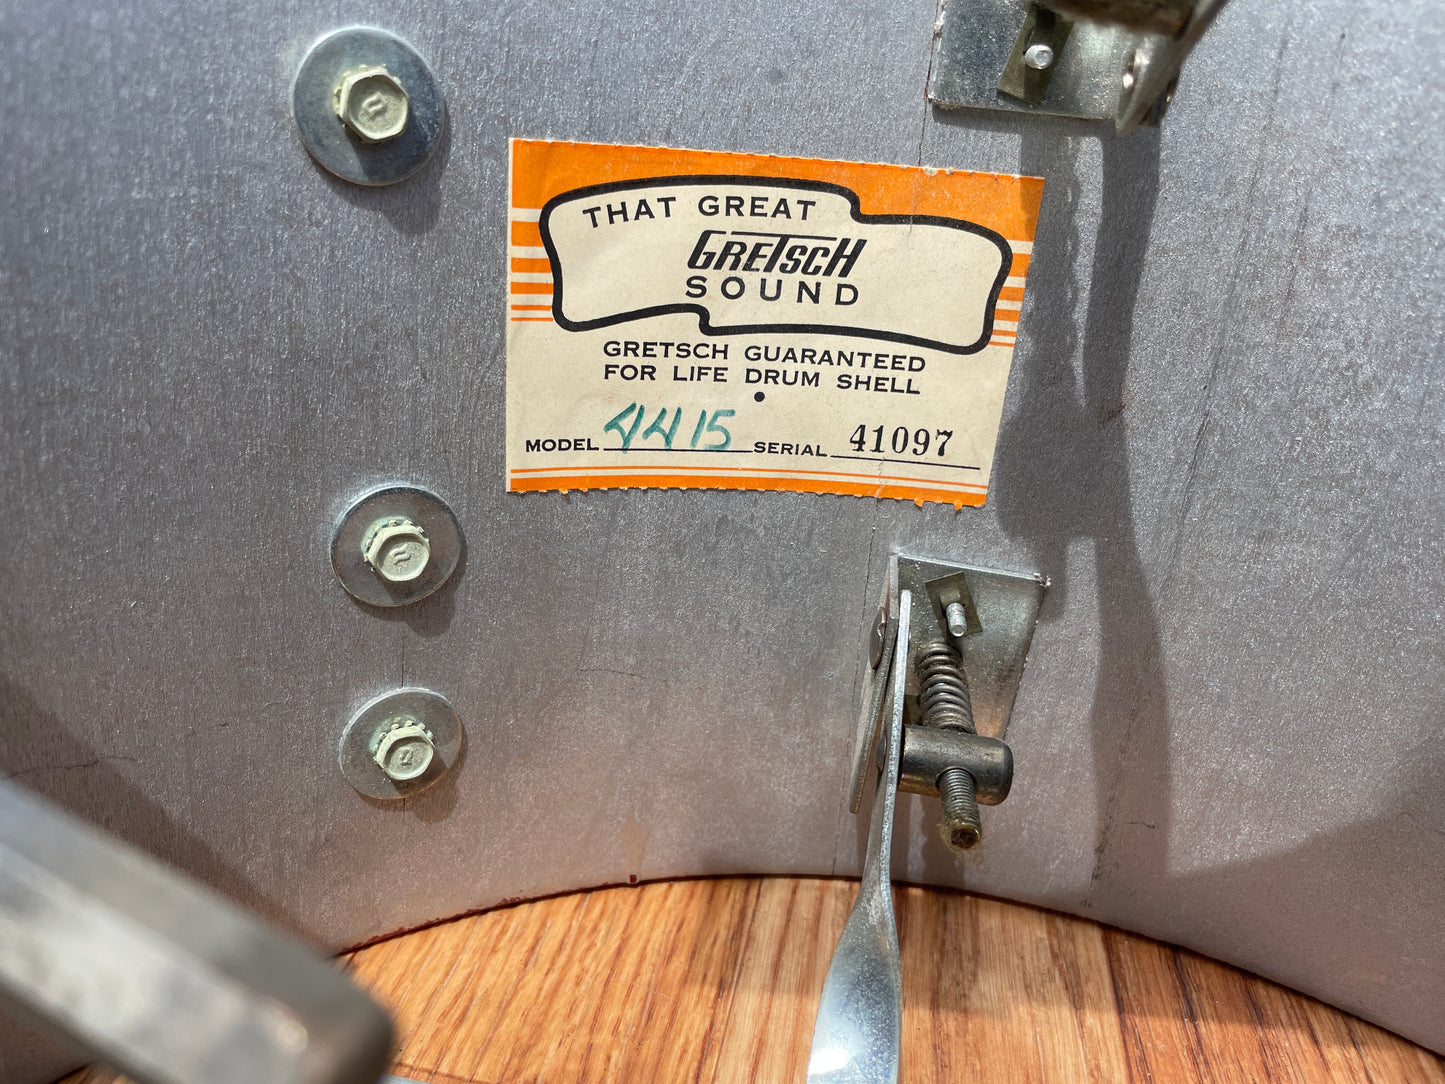 THAT GREAT
GRETSCH
SOUND
GRETSCH GUARANTEED
FOR LIFE DRUM SHELL
MODEL 4415 SERIAL 41097